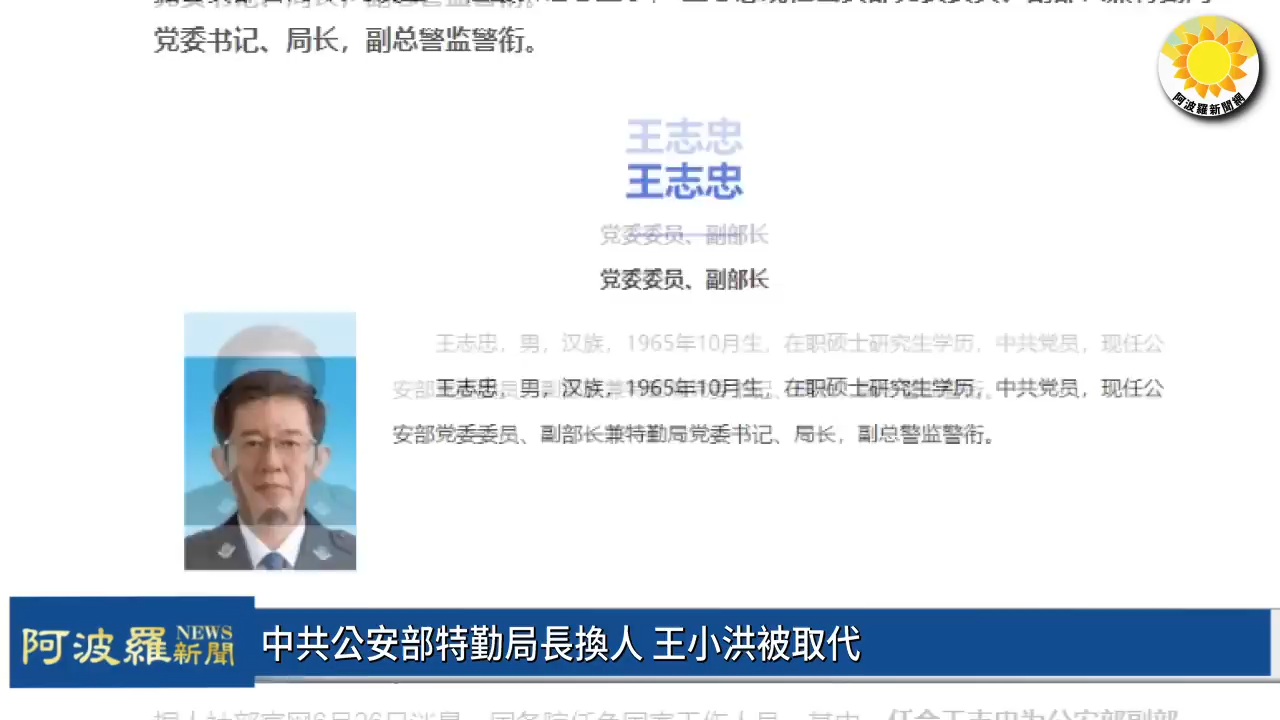 党委书记、局长，副总警监警衔。
阿波羅新聞網
王志忠
王志忠
党委委员、副部长
党委委员、副部长
王志忠，男，汉族，1965年10月生，在职硕士研究生学历，中共党员，现任公
王志忠，男，汉族，1965年10月生，在职硕士研究生学历，中共党员，现任公
安部党委委员、副部长兼特勤局党委书记、局长，副总警监警衔。
阿波羅 NEWS 新聞
中共公安部特勤局長換人 王小洪被取代